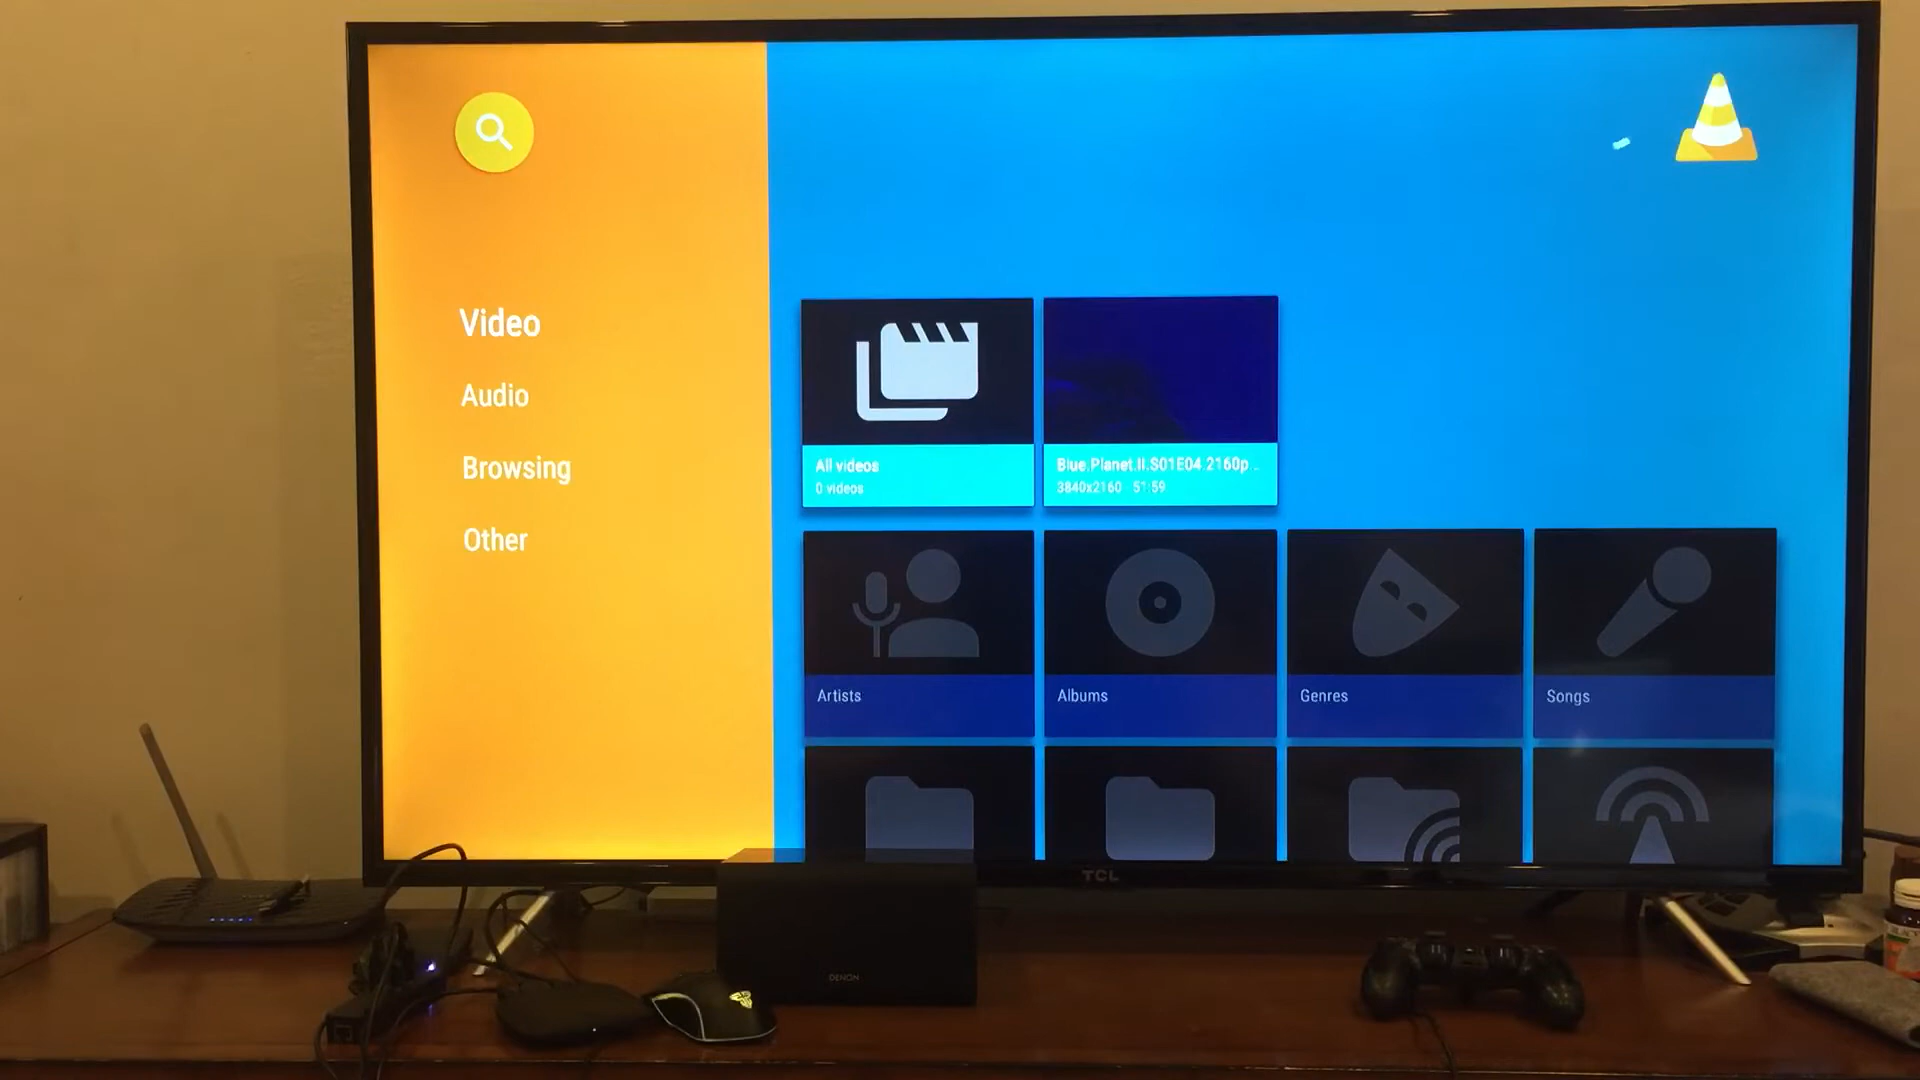 Video
Audio
Browsing
Other
All videos
0 videos
Blue.Planet.II.S01E04.2160p...
3840x2160 51:59
Artists
Albums
Genres
Songs
TCL
DENON